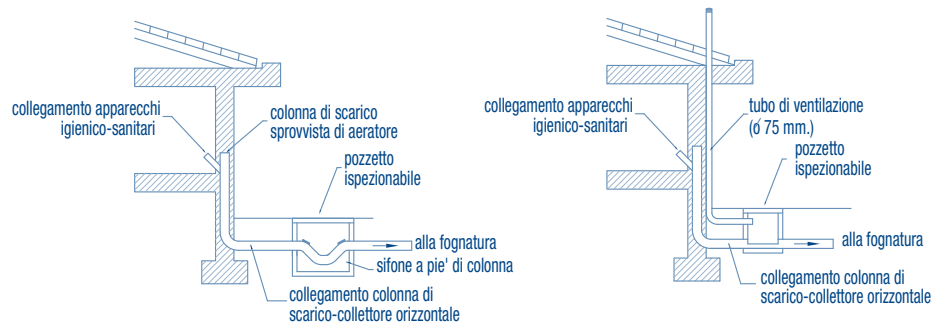 collegamento apparecchi
igienico-sanitari
colonna di scarico
sprovvista di aeratore
pozzetto
ispezionabile
alla fognatura
sifone a pie' di colonna
collegamento colonna di
scarico-collettore orizzontale
collegamento apparecchi
igienico-sanitari
tubo di ventilazione
(ǿ 75 mm.)
pozzetto
ispezionabile
alla fognatura
collegamento colonna di
scarico-collettore orizzontale